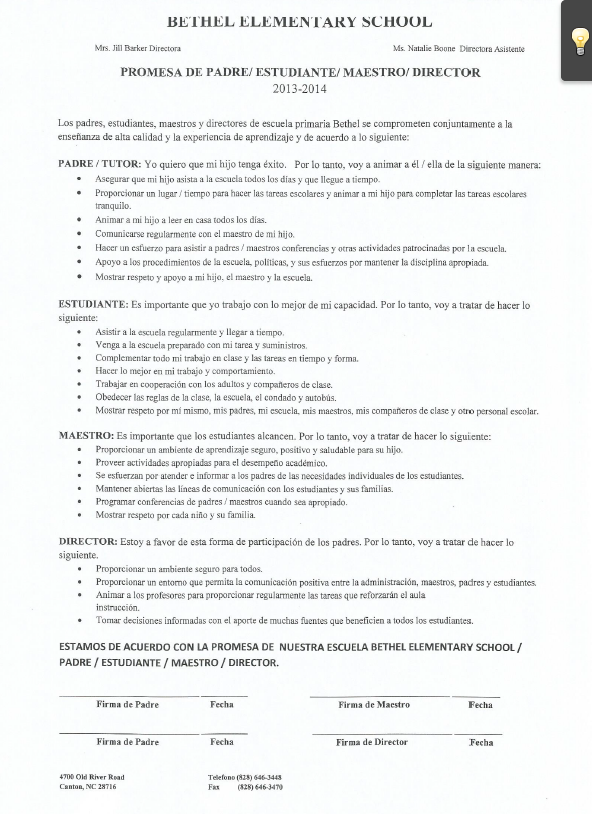 BETHEL ELEMENTARY SCHOOL
Mrs. Jill Barker Directora Ms. Natalie Boone Directora Asistente
PROMESA DE PADRE/ ESTUDIANTE/ MAESTRO/ DIRECTOR
2013-2014
Los padres, estudiantes, maestros y directores de escuela primaria Bethel se comprometen conjuntamente a la
enseñanza de alta calidad y la experiencia de aprendizaje y de acuerdo a lo siguiente:
PADRE / TUTOR: Yo quiero que mi hijo tenga éxito. Por lo tanto, voy a animar a él / ella de la siguiente manera:
• Asegurar que mi hijo asista a la escuela todos los días y que llegue a tiempo.
• Proporcionar un lugar / tiempo para hacer las tareas escolares y animar a mi hijo para completar las tareas escolares
tranquilo.
• Animar a mi hijo a leer en casa todos los días.
• Comunicarse regularmente con el maestro de mi hijo.
• Hacer un esfuerzo para asistir a padres / maestros conferencias y otras actividades patrocinadas por la escuela.
• Apoyo a los procedimientos de la escuela, políticas, y sus esfuerzos por mantener la disciplina apropiada.
• Mostrar respeto y apoyo a mi hijo, el maestro y la escuela.
ESTUDIANTE: Es importante que yo trabajo con lo mejor de mi capacidad. Por lo tanto, voy a tratar de hacer lo
siguiente:
• Asistir a la escuela regularmente y llegar a tiempo.
• Venga a la escuela preparado con mi tarea y suministros.
• Complementar todo mi trabajo en clase y las tareas en tiempo y forma.
• Hacer lo mejor en mi trabajo y comportamiento.
• Trabajar en cooperación con los adultos y compañeros de clase.
• Obedecer las reglas de la clase, la escuela, el condado y autobús.
• Mostrar respeto por mí mismo, mis padres, mi escuela, mis maestros, mis compañeros de clase y otro personal escolar.
MAESTRO: Es importante que los estudiantes alcancen. Por lo tanto, voy a tratar de hacer lo siguiente:
• Proporcionar un ambiente de aprendizaje seguro, positivo y saludable para su hijo.
• Proveer actividades apropiadas para el desempeño académico.
• Se esfuerzan por atender e informar a los padres de las necesidades individuales de los estudiantes.
• Mantener abiertas las líneas de comunicación con los estudiantes y sus familias.
• Programar conferencias de padres / maestros cuando sea apropiado.
• Mostrar respeto por cada niño y su familia.
DIRECTOR: Estoy a favor de esta forma de participación de los padres. Por lo tanto, voy a tratar de hacer lo
siguiente.
• Proporcionar un ambiente seguro para todos.
• Proporcionar un entorno que permita la comunicación positiva entre la administración, maestros, padres y estudiantes.
• Animar a los profesores para proporcionar regularmente las tareas que reforzarán el aula
instrucción.
• Tomar decisiones informadas con el aporte de muchas fuentes que beneficien a todos los estudiantes.
ESTAMOS DE ACUERDO CON LA PROMESA DE NUESTRA ESCUELA BETHEL ELEMENTARY SCHOOL /
PADRE / ESTUDIANTE / MAESTRO / DIRECTOR.
Firma de Padre Fecha Firma de Maestro Fecha
Firma de Padre Fecha Firma de Director Fecha
4700 Old River Road Telefono (828) 646-3448
Canton, NC 28716 Fax (828) 646-3470